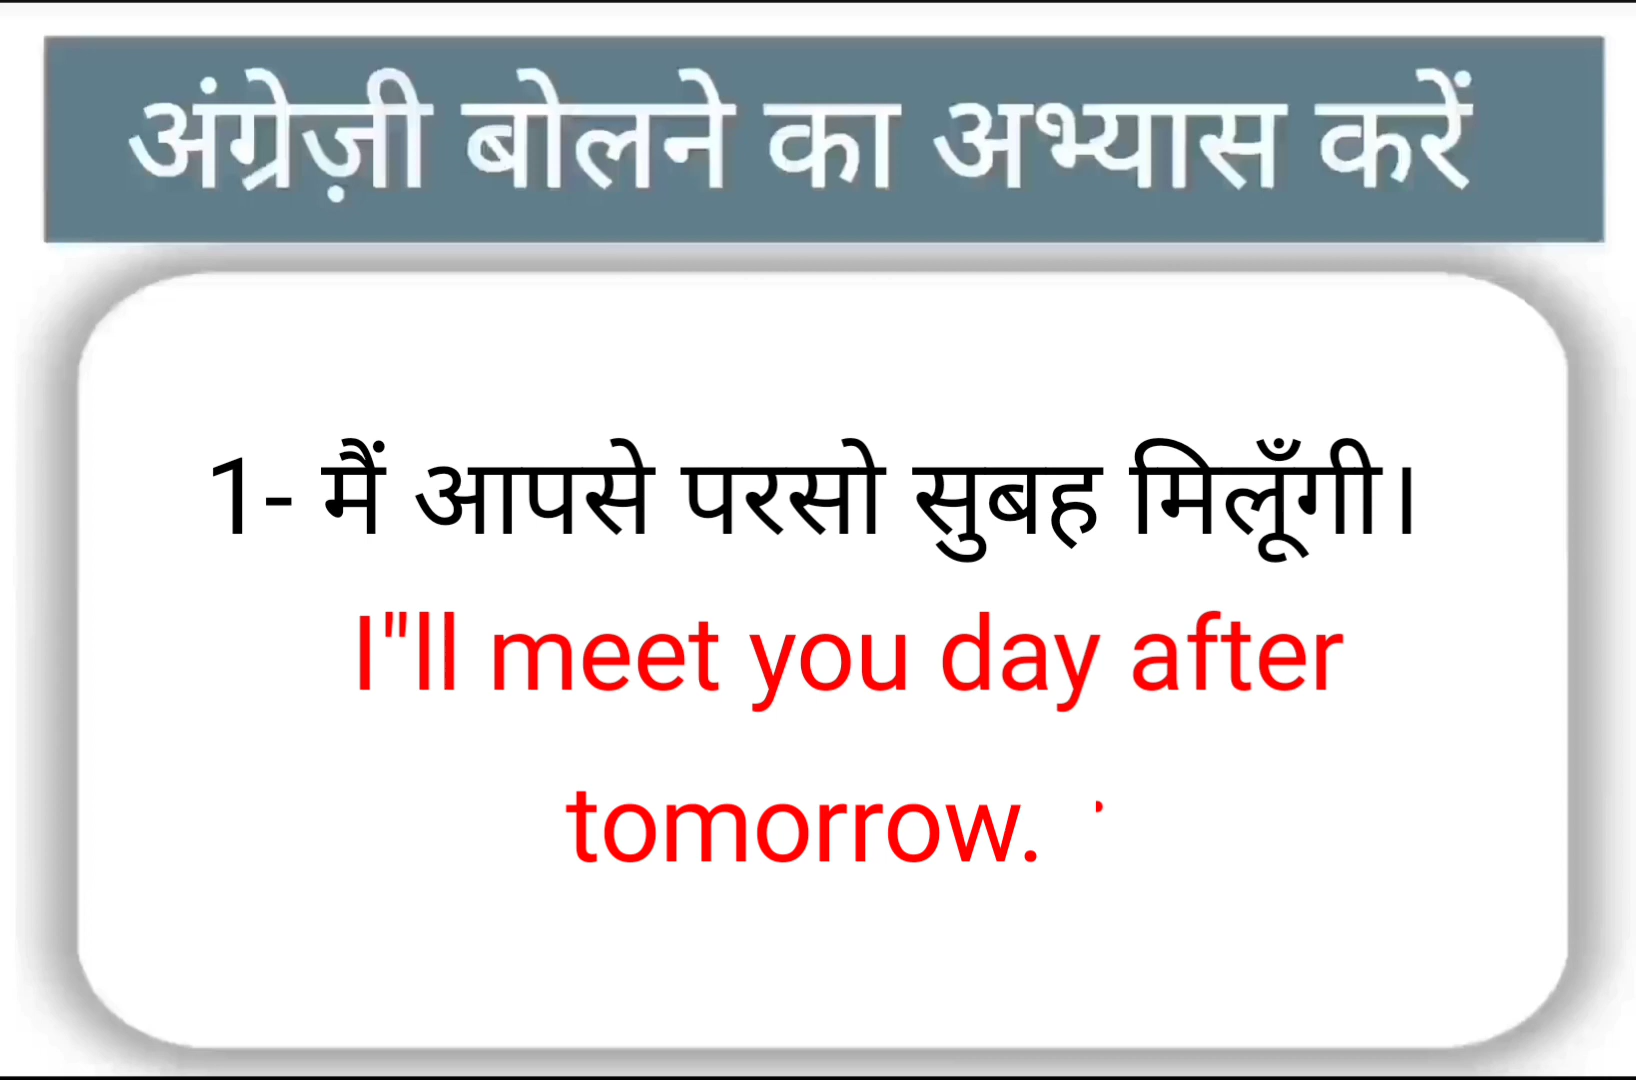 अंग्रेज़ी बोलने का अभ्यास करें
1- मैं आपसे परसो सुबह मिलूँगी।
I"ll meet you day after
tomorrow.